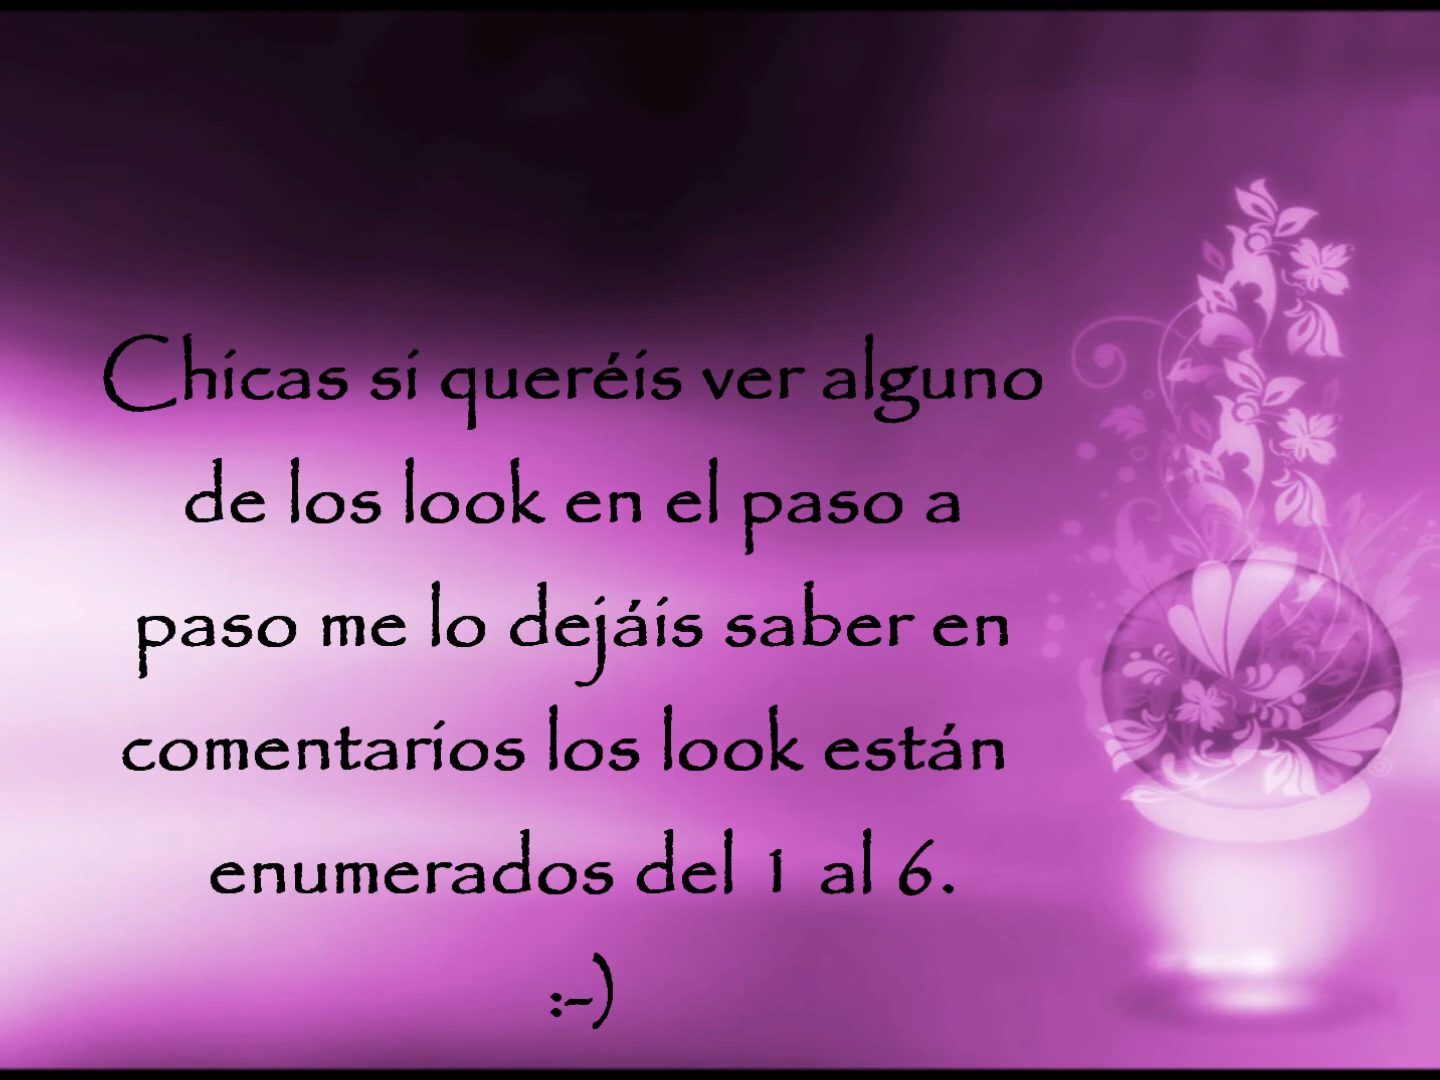 Chicas si queréis ver alguno
de los look en el paso a
paso me lo dejáis saber en
comentarios los look están
enumerados del 1 al 6.
:-)